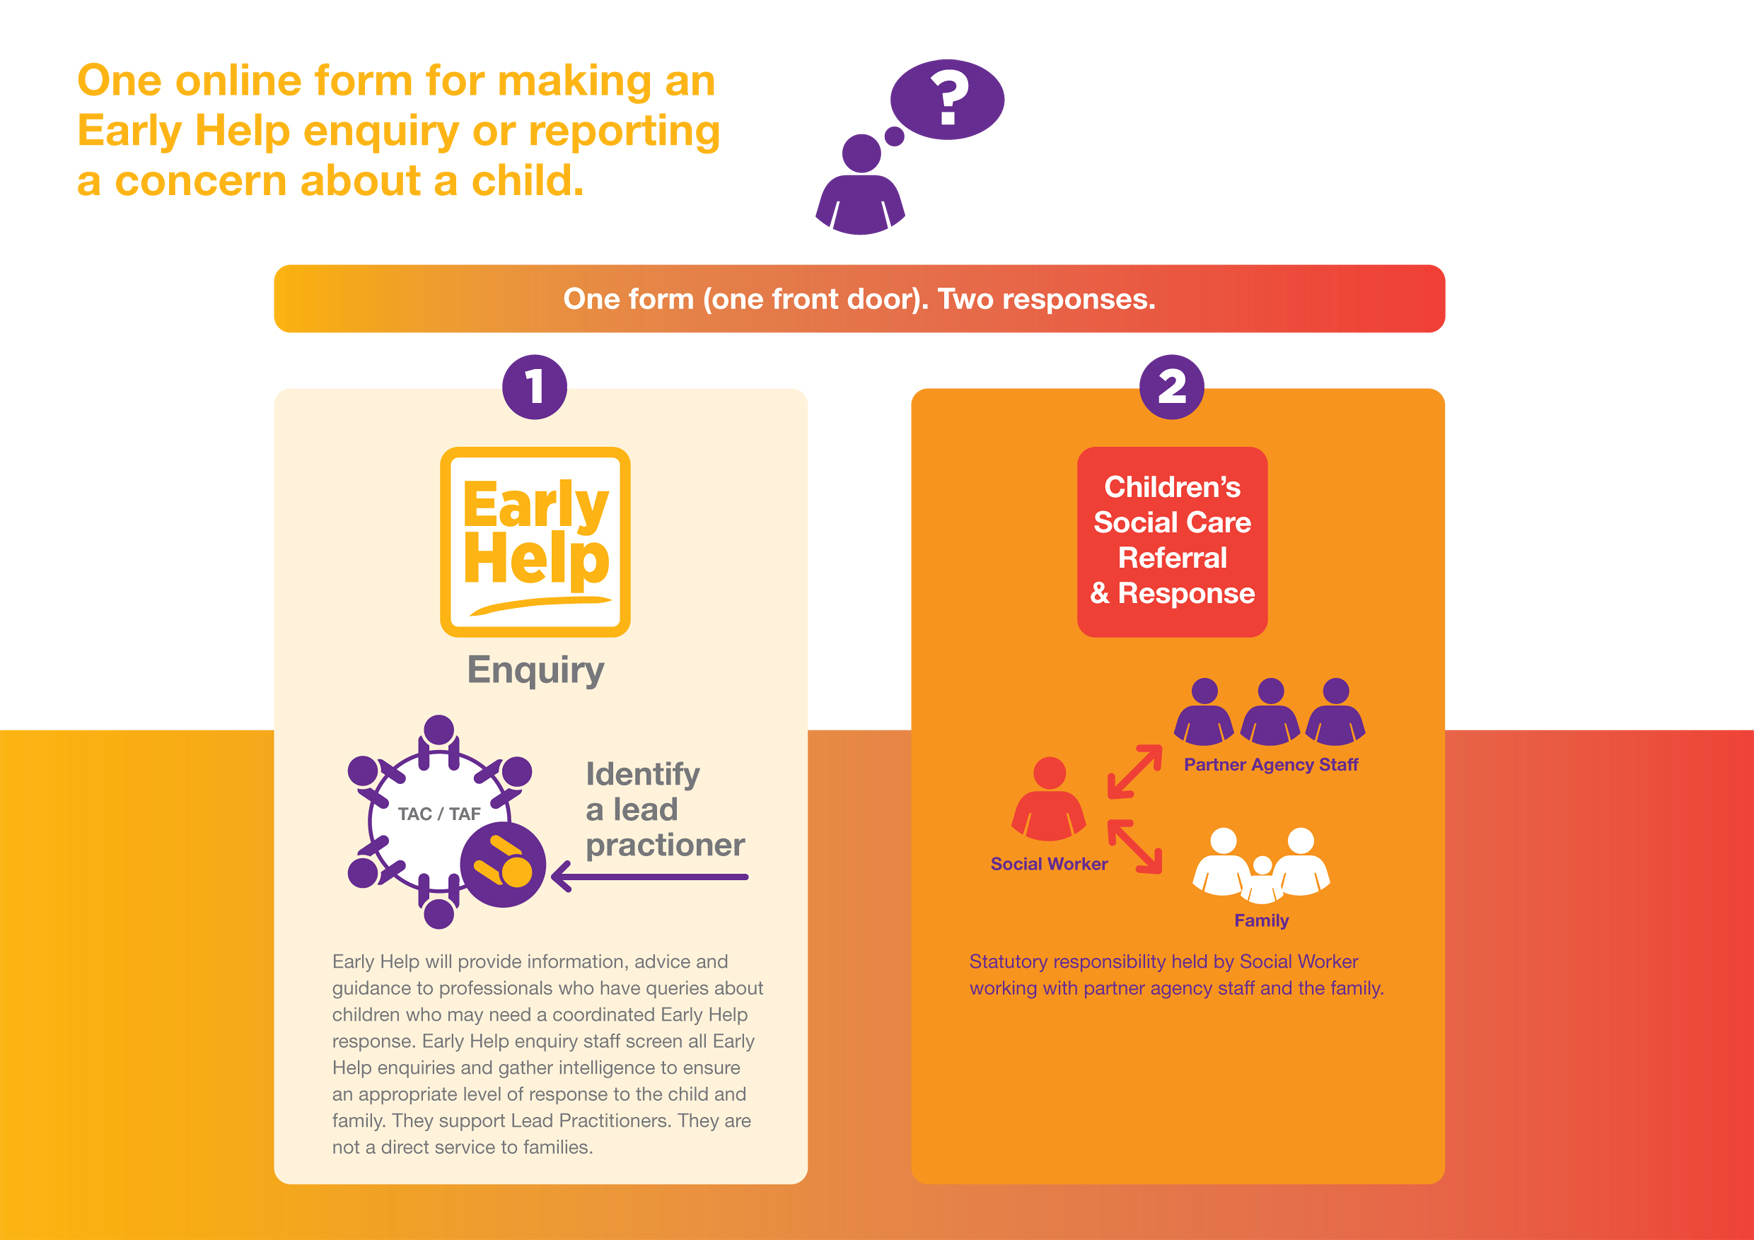 One online form for making an
Early Help enquiry or reporting
a concern about a child.
?
One form (one front door). Two responses.
1
Early
Help
Enquiry
TAC / TAF
Identify
a lead
practioner
Early Help will provide information, advice and
guidance to professionals who have queries about
children who may need a coordinated Early Help
response. Early Help enquiry staff screen all Early
Help enquiries and gather intelligence to ensure
an appropriate level of response to the child and
family. They support Lead Practitioners. They are
not a direct service to families.
2
Children's
Social Care
Referral
& Response
Partner Agency Staff
Social Worker
Family
Statutory responsibility held by Social Worker
working with partner agency staff and the family.